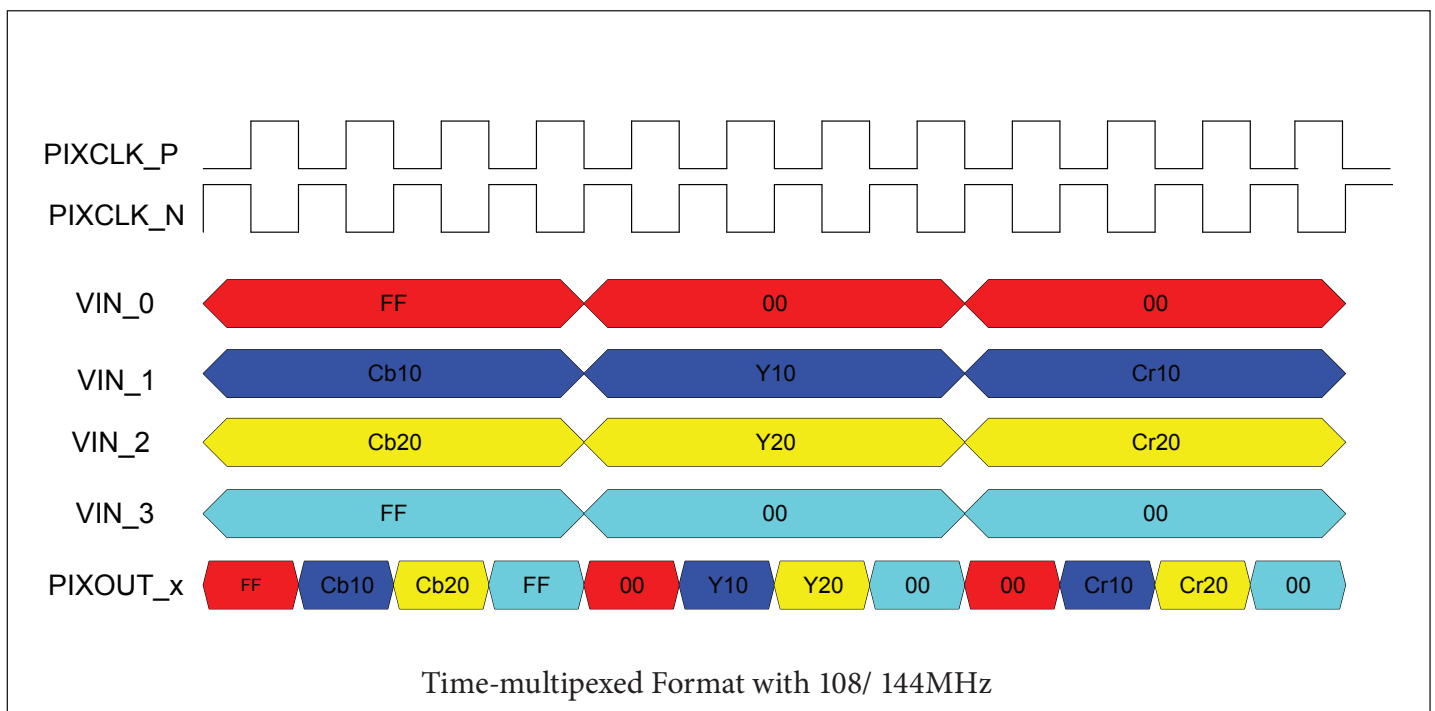 PIXCLK_P
PIXCLK_N
VIN_0 FF 00 00
VIN_1 Cb10 Y10 Cr10
VIN_2 Cb20 Y20 Cr20
VIN_3 FF 00 00
PIXOUT_x FF Cb10 Cb20 FF 00 Y10 Y20 00 00 Cr10 Cr20 00
Time-multipexed Format with 108/ 144MHz